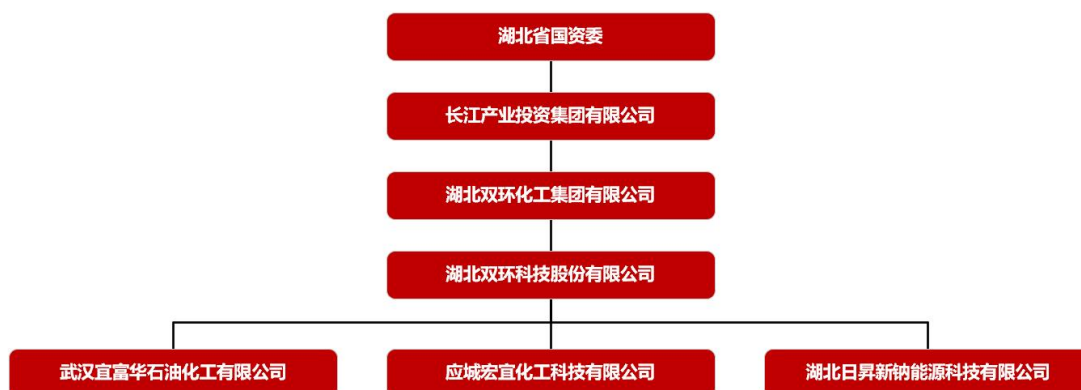 湖北省国资委
长江产业投资集团有限公司
湖北双环化工集团有限公司
湖北双环科技股份有限公司
武汉宜富华石油化工有限公司
应城宏宜化工科技有限公司
湖北日昇新钠能源科技有限公司